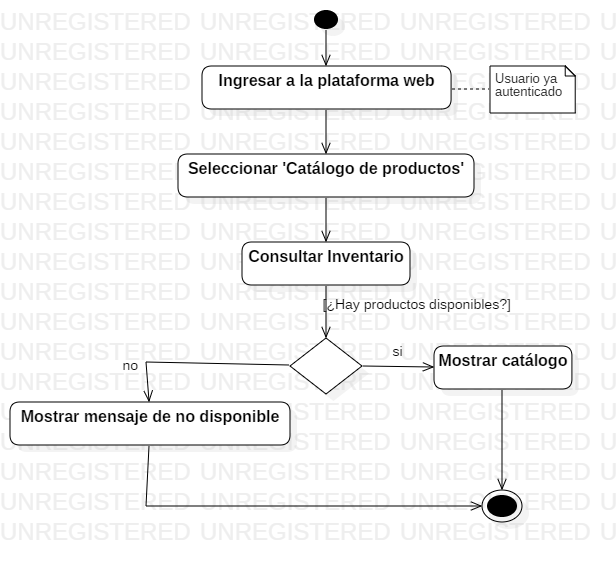 Ingresar a la plataforma web
Usuario ya
autenticado
Seleccionar 'Catálogo de productos'
Consultar Inventario
[¿Hay productos disponibles?]
si
Mostrar catálogo
no
Mostrar mensaje de no disponible
UNREGISTERED